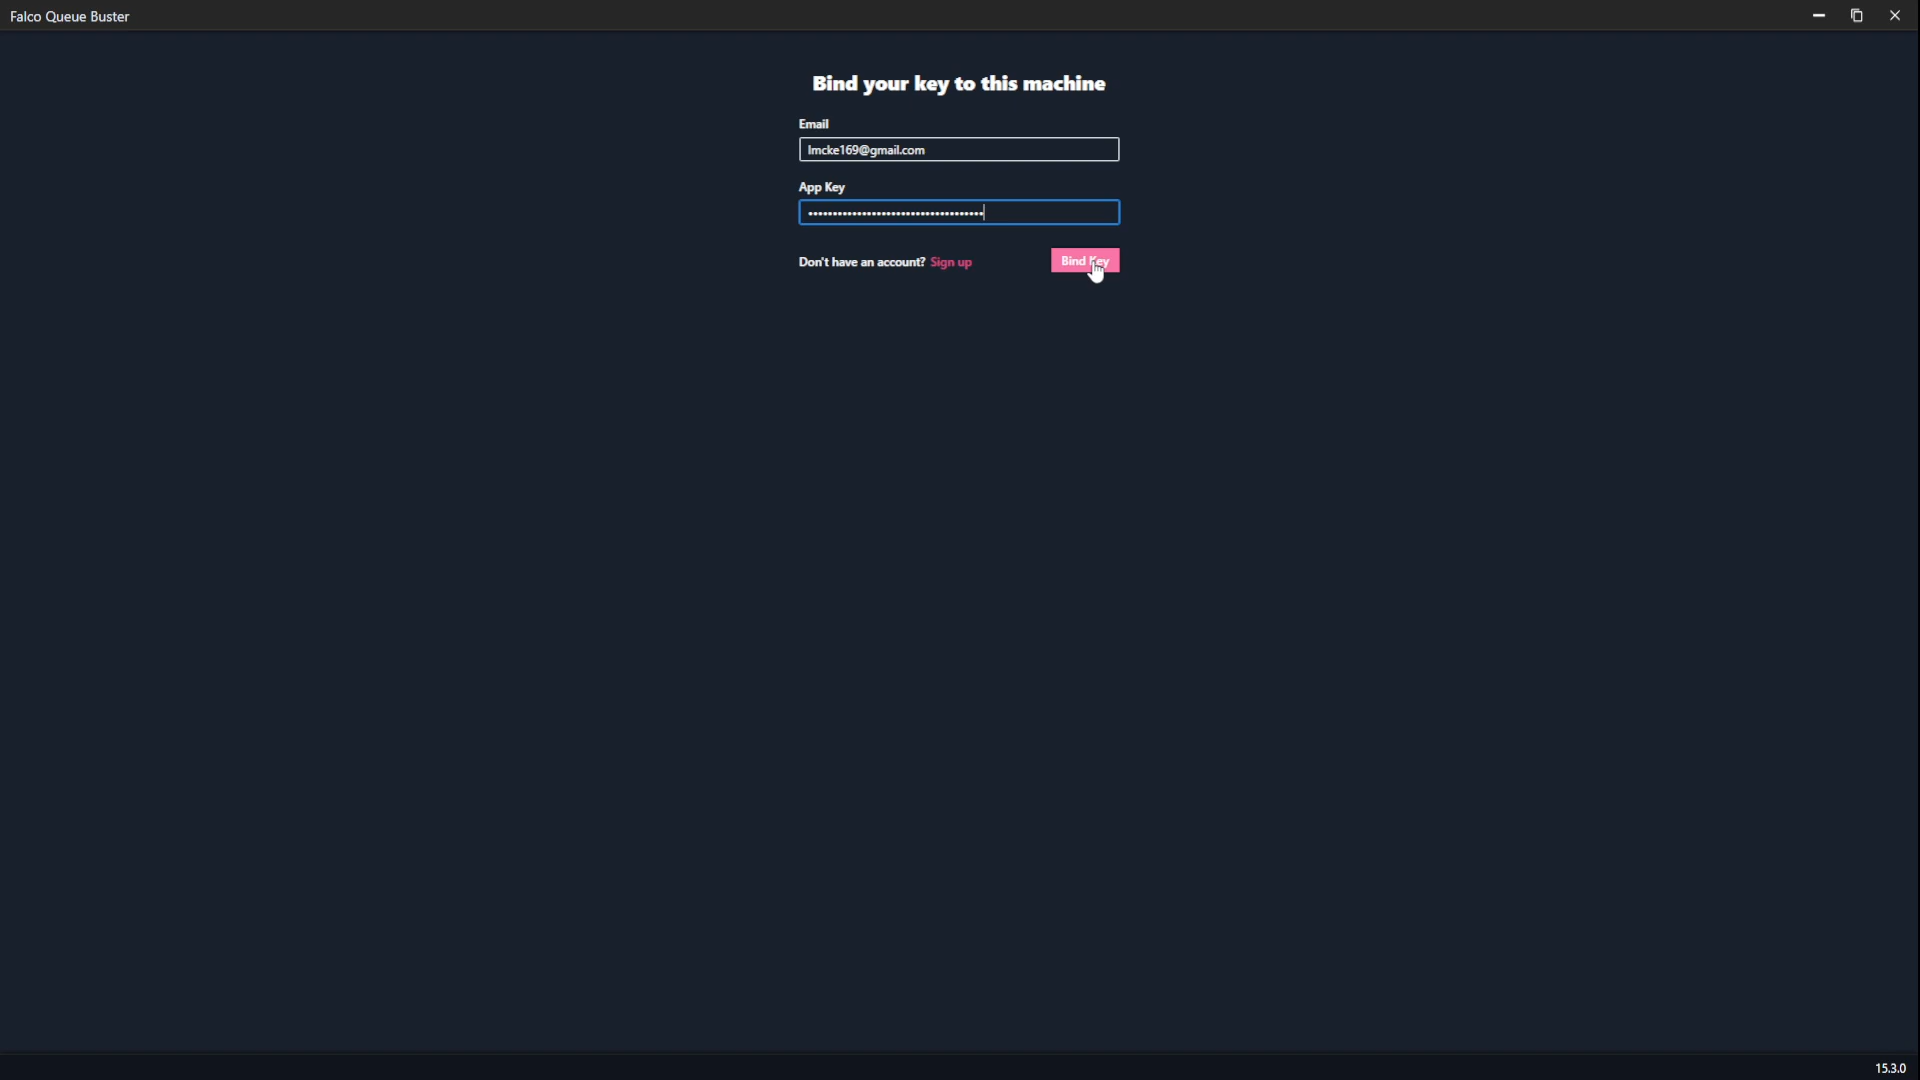 Falco Queue Buster
Bind your key to this machine
Email
lmcke169@gmail.com
App Key
••••••••••••••••••••••••••••••••••••
Don't have an account? Sign up
Bind Key
15.3.0